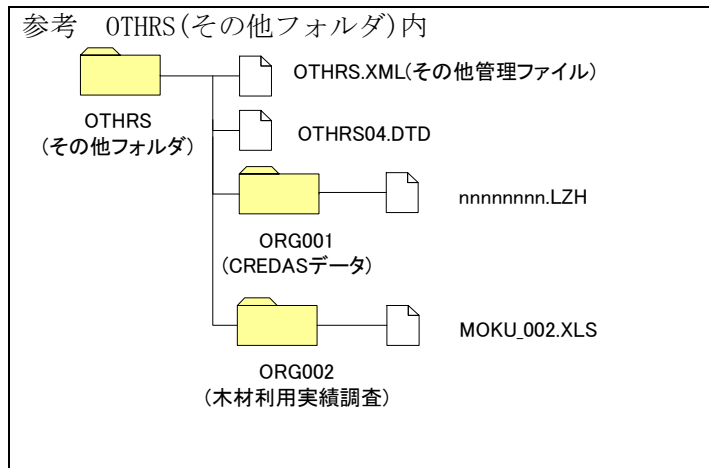 参考　OTHRS(その他フォルダ)内
OTHRS.XML(その他管理ファイル)
OTHRS
(その他フォルダ)
OTHRS04.DTD
nnnnnnnn.LZH
ORG001
(CREDASデータ)
MOKU_002.XLS
ORG002
(木材利用実績調査)